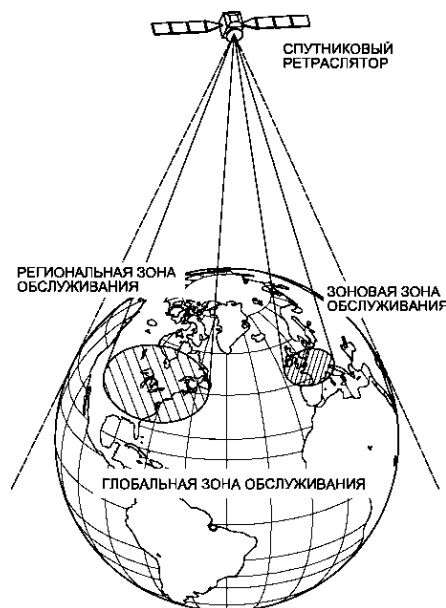 СПУТНИКОВЫЙ
РЕТРАСЛЯТОР
РЕГИОНАЛЬНАЯ ЗОНА
ОБСЛУЖИВАНИЯ
ЗОНОВАЯ ЗОНА
ОБСЛУЖИВАНИЯ
ГЛОБАЛЬНАЯ ЗОНА ОБСЛУЖИВАНИЯ